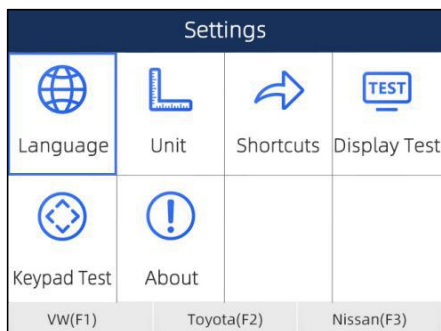 Settings
TEST
Language Unit Shortcuts Display Test
Keypad Test About
VW(F1) Toyota(F2) Nissan(F3)